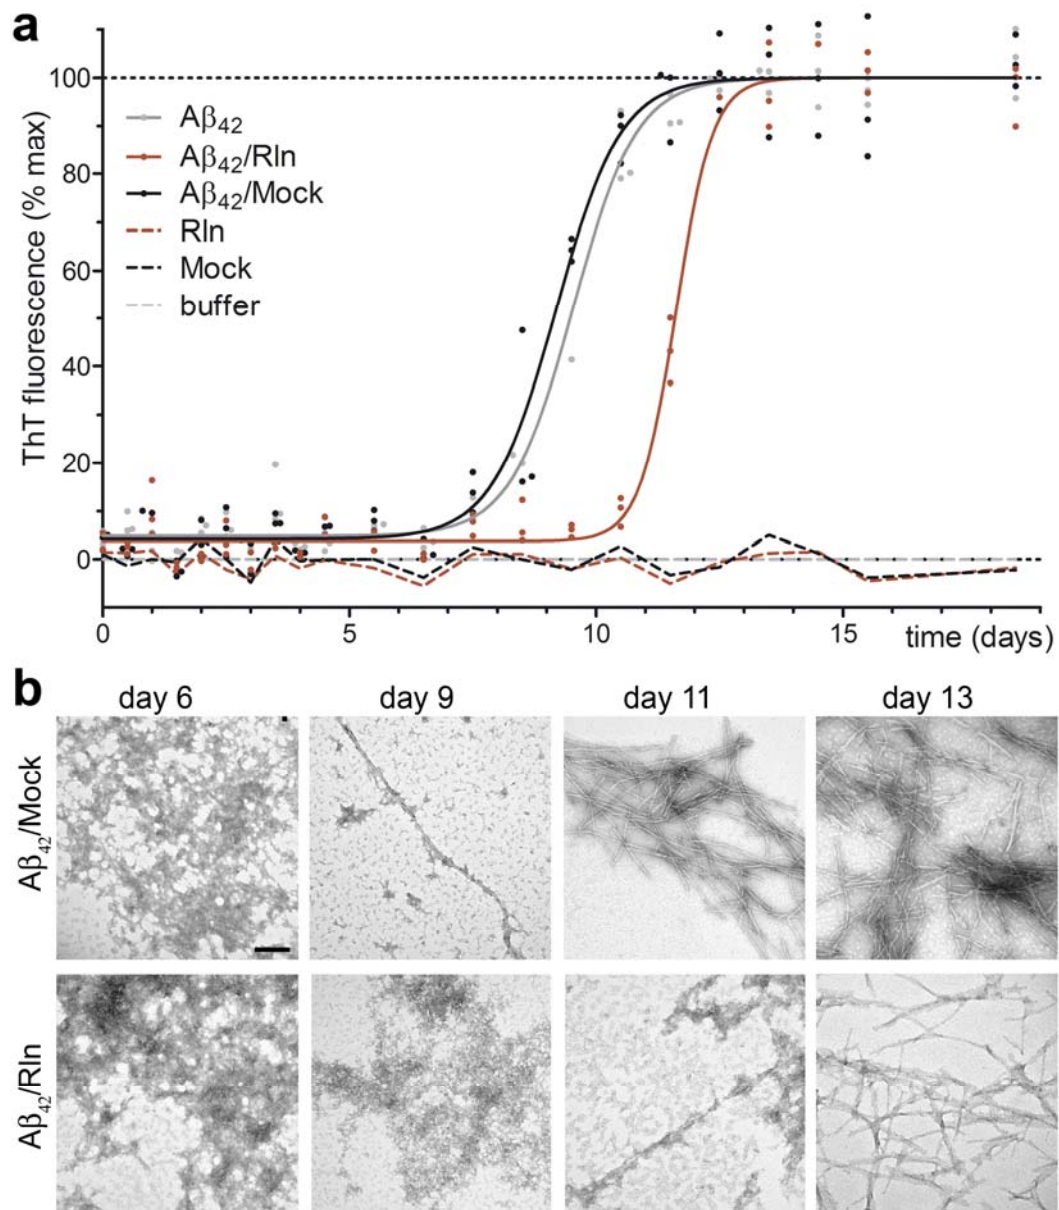 a
ThT fluorescence (% max)
100
80
60
40
20
0
Aβ42
Aβ42/Rln
Aβ42/Mock
Rln
Mock
buffer
0 5 10 15 time (days)
b
day 6 day 9 day 11 day 13
Aβ42/Mock
Aβ42/Rln